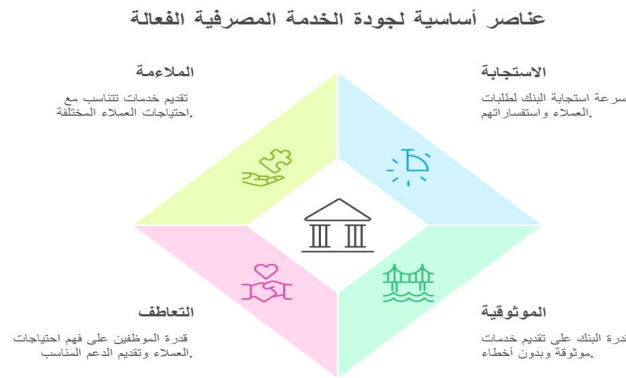 عناصر أساسية لجودة الخدمة المصرفية الفعالة
الاستجابة
سرعة استجابة البنك لطلبات
العملاء واستفساراتهم.
الملاءمة
تقديم خدمات تتناسب مع
احتياجات العملاء المختلفة.
الموثوقية
قدرة البنك على تقديم خدمات
موثوقة وبدون أخطاء.
التعاطف
قدرة الموظفين على فهم احتياجات
العملاء وتقديم الدعم المناسب.